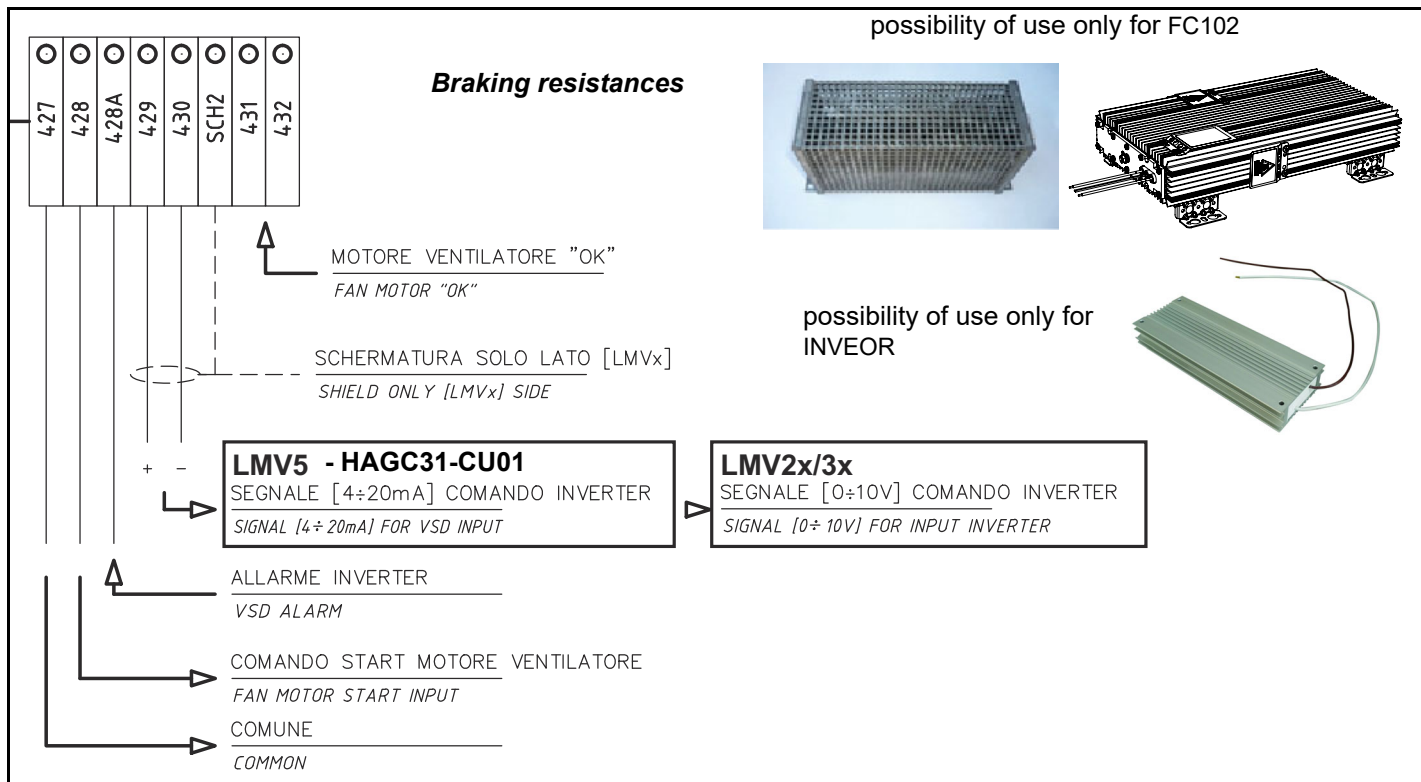 possibility of use only for FC102
427
428
428A
429
430
SCH2
431
432
Braking resistances
MOTORE VENTILATORE "OK"
FAN MOTOR "OK"
possibility of use only for
INVEOR
SCHERMATURA SOLO LATO [LMVx]
SHIELD ONLY [LMVx] SIDE
+ −
LMV5 - HAGC31-CU01
SEGNALE [4÷20mA] COMANDO INVERTER
SIGNAL [4÷20mA] FOR VSD INPUT
LMV2x/3x
SEGNALE [0÷10V] COMANDO INVERTER
SIGNAL [0÷10V] FOR INPUT INVERTER
ALLARME INVERTER
VSD ALARM
COMANDO START MOTORE VENTILATORE
FAN MOTOR START INPUT
COMUNE
COMMON